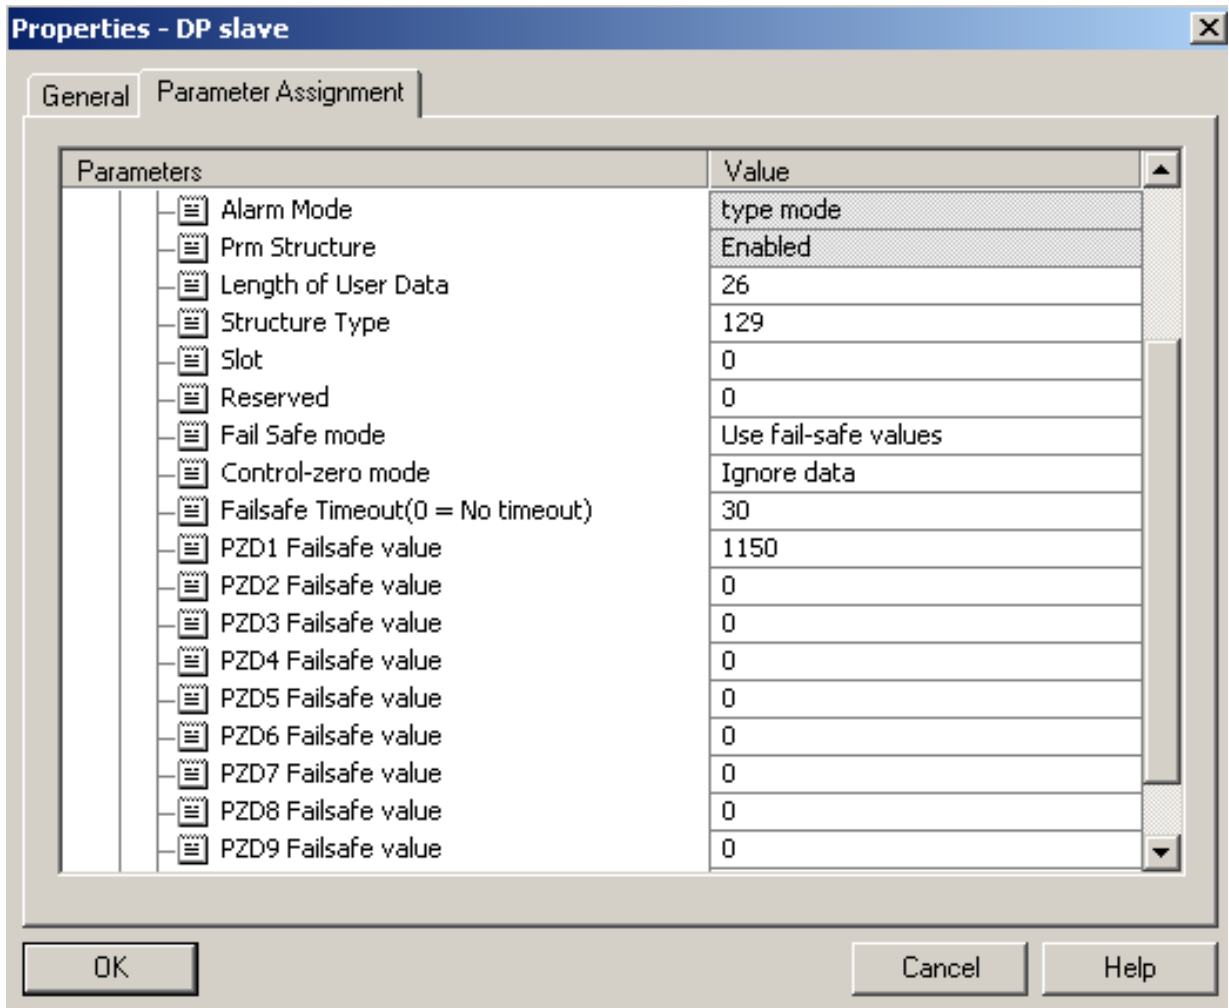 Properties - DP slave
General Parameter Assignment
Parameters Value
Alarm Mode type mode
Prm Structure Enabled
Length of User Data 26
Structure Type 129
Slot 0
Reserved 0
Fail Safe mode Use fail-safe values
Control-zero mode Ignore data
Failsafe Timeout(0 = No timeout) 30
PZD1 Failsafe value 1150
PZD2 Failsafe value 0
PZD3 Failsafe value 0
PZD4 Failsafe value 0
PZD5 Failsafe value 0
PZD6 Failsafe value 0
PZD7 Failsafe value 0
PZD8 Failsafe value 0
PZD9 Failsafe value 0
OK Cancel Help